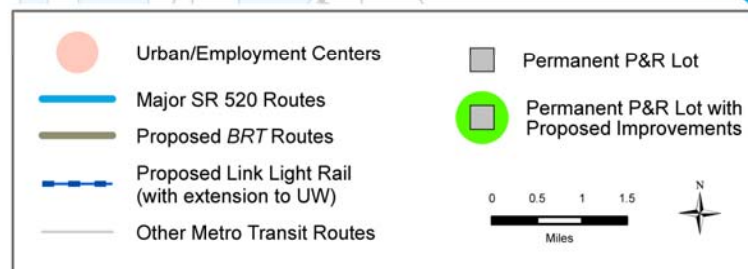 Urban/Employment Centers
Major SR 520 Routes
Proposed BRT Routes
Proposed Link Light Rail
(with extension to UW)
Other Metro Transit Routes
Permanent P&R Lot
Permanent P&R Lot with
Proposed Improvements
0 0.5 1 1.5
Miles
N